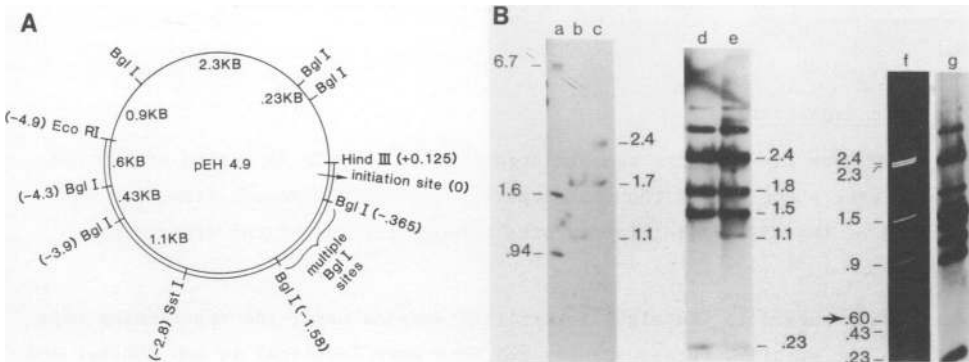 A
Bgl I
2.3KB
Bgl I
Bgl I
.23KB
0.9KB
(-4.9) Eco RI
.6KB
pEH 4.9
Hind III (+0.125)
initiation site (0)
(-4.3) Bgl I
.43KB
Bgl I (-.365)
(-3.9) Bgl I
1.1KB
multiple
Bgl I
sites
(-2.8) Sst I
Bgl I (-1.58)
B
a b c
6.7
1.6
.94
2.4
1.7
1.1
d e
2.4
1.8
1.5
1.1
.23
f g
2.4
2.3
1.5
.9
.60
.43
.23